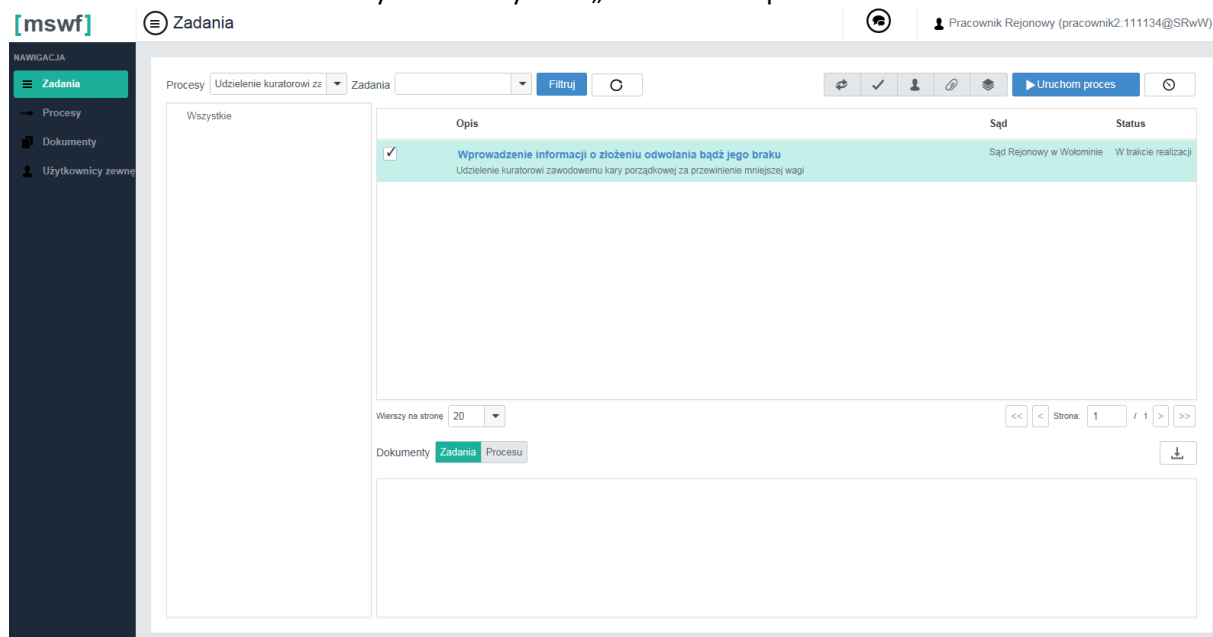 [mswf]
Zadania
Pracownik Rejonowy (pracownik2:111134@SRwW)
NAWIGACJA
Zadania
Procesy
Dokumenty
Użytkownicy zewnę
Procesy Udzielenie kuratorowi za Zadania Filtruj Uruchom proces
Wszystkie
Opis Sąd Status
Wprowadzenie informacji o złożeniu odwołania bądź jego braku Sąd Rejonowy w Wołominie W trakcie realizacji
Udzielenie kuratorowi zawodowemu kary porządkowej za przewinienie mniejszej wagi
Wierszy na stronę 20 << < Strona: 1 / 1 > >>
Dokumenty Zadania Procesu